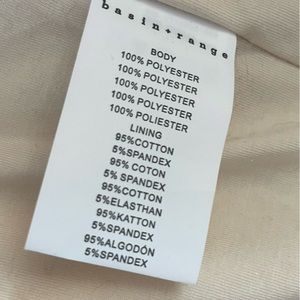 basin+range
BODY
100% POLYESTER
100% POLYESTER
100% POLYESTER
100% POLYESTER
100% POLIESTER
LINING
95%COTTON
5%SPANDEX
95% COTON
5% SPANDEX
95%COTTON
5%ELASTHAN
95%KATTON
5%SPANDEX
95%ALGODÓN
5%SPANDEX